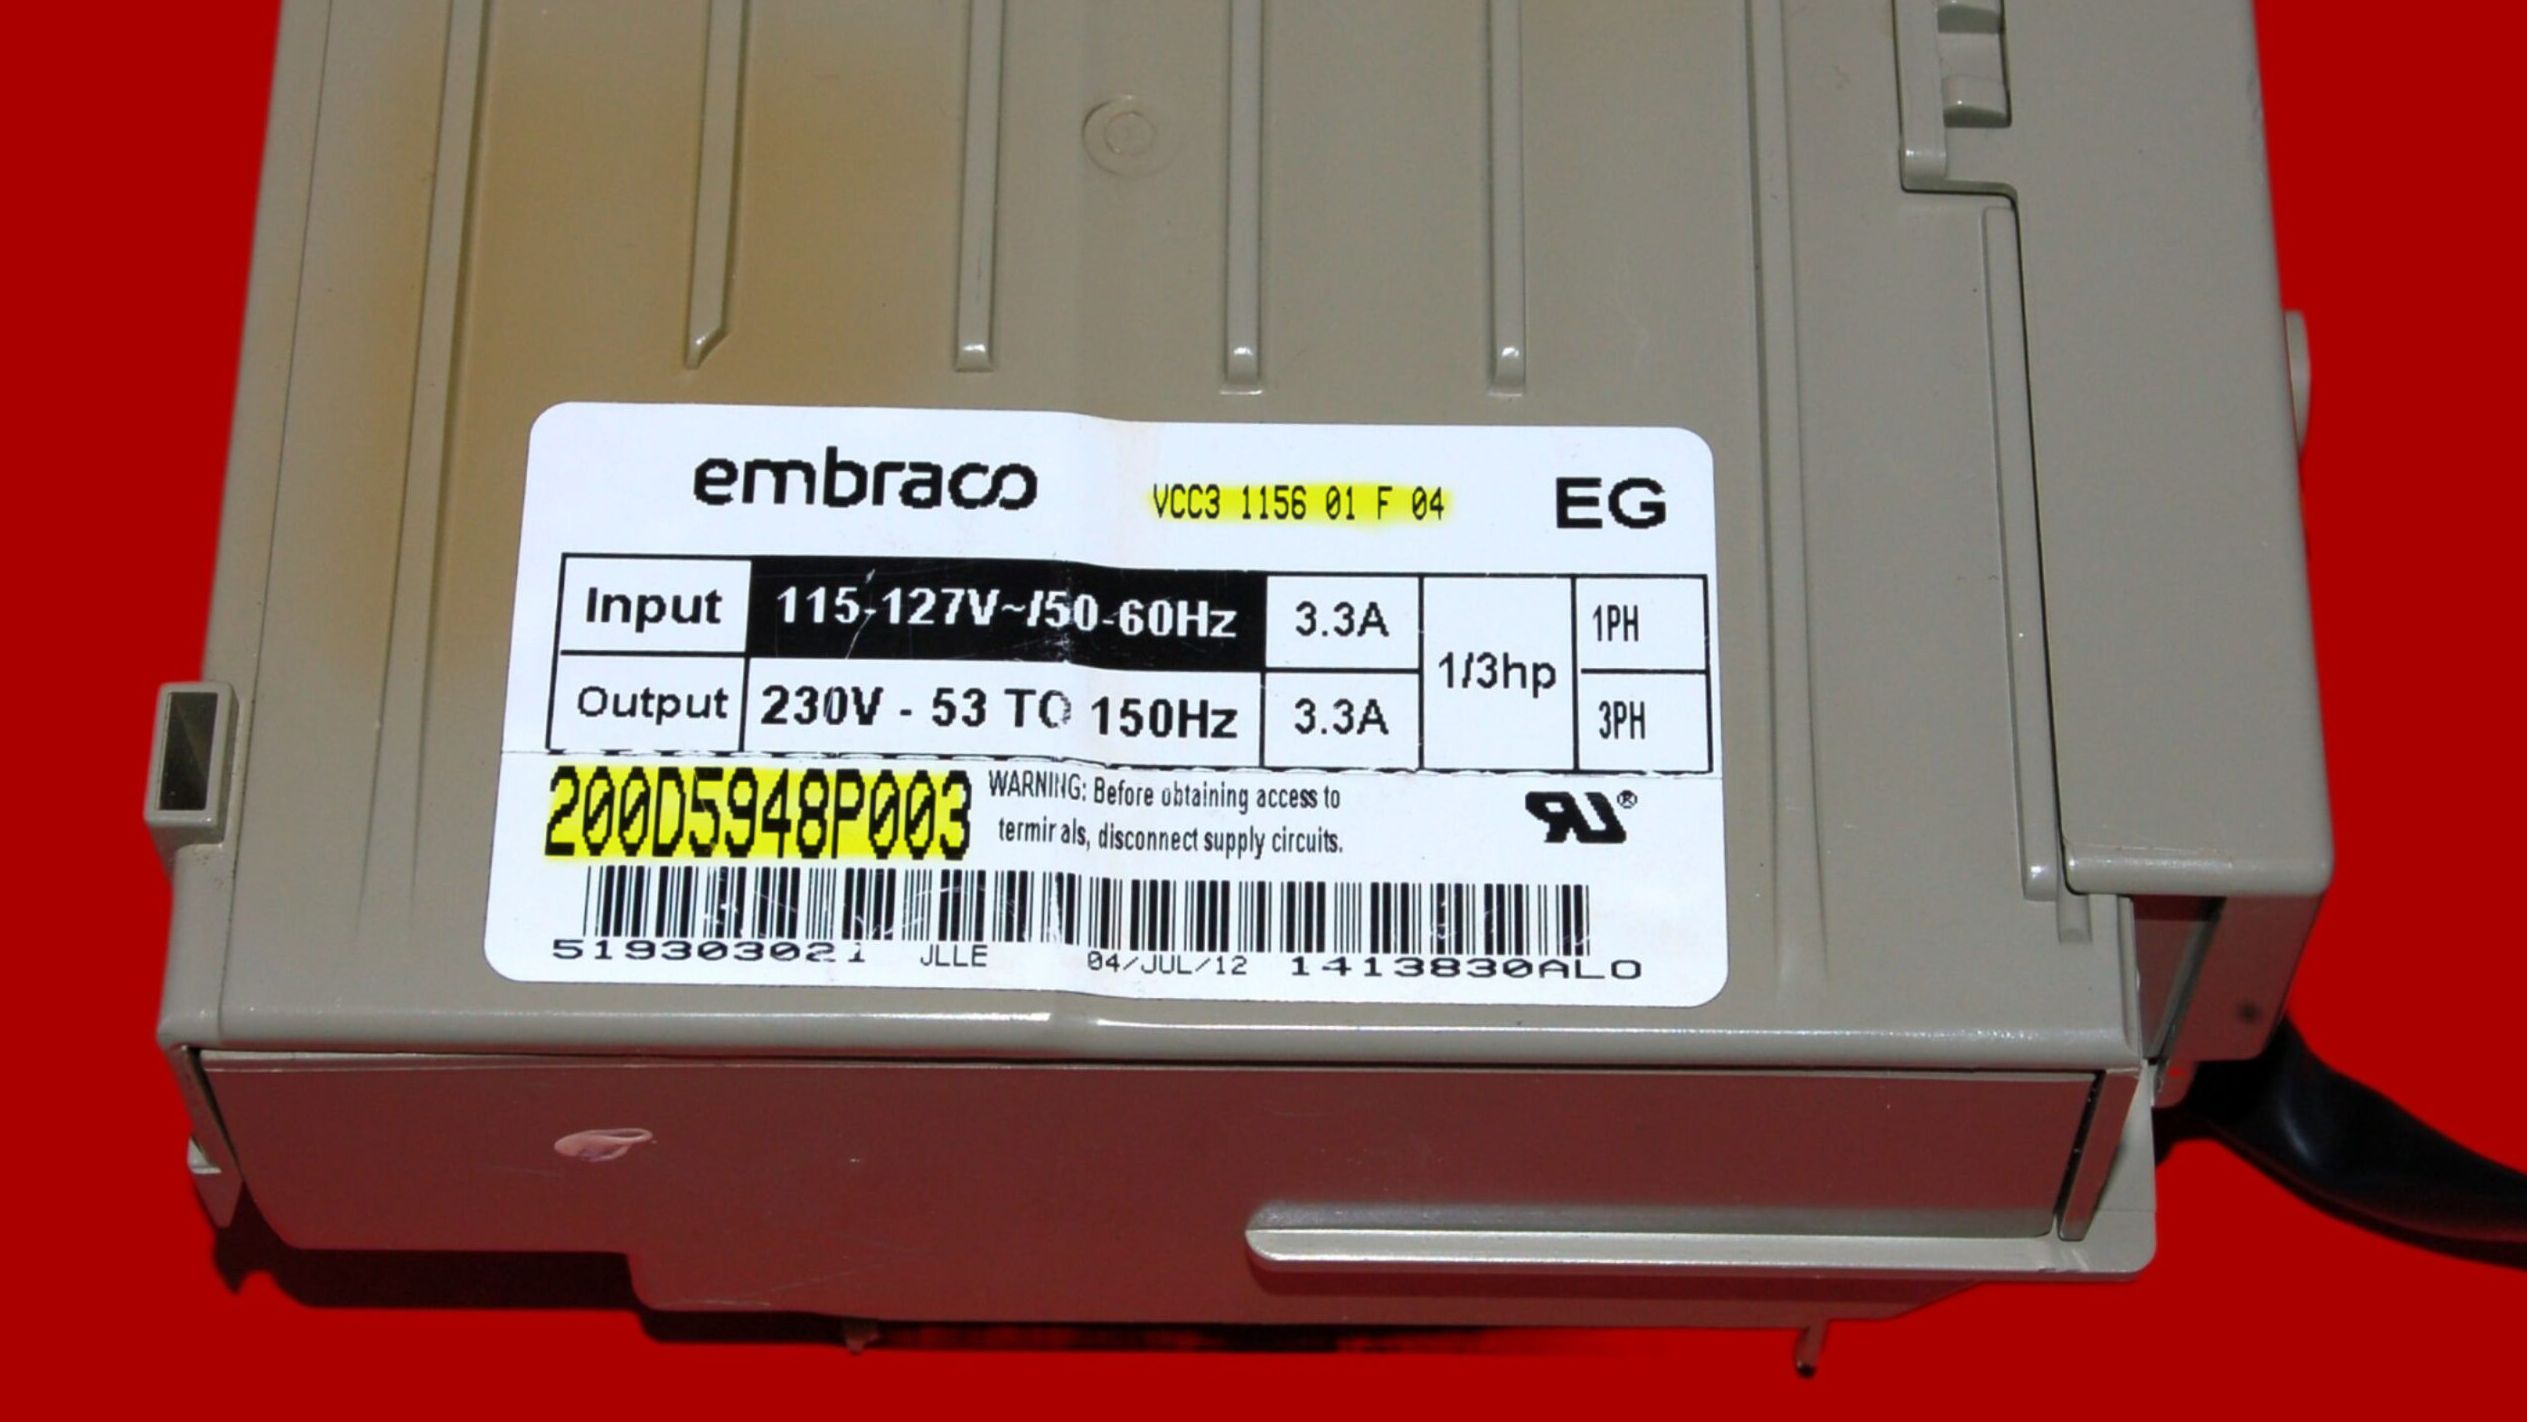 embraco VCC3 1156 01 F 04 EG
Input 115-127V~/50-60Hz 3.3A 1/3hp 1PH
Output 230V - 53 TO 150Hz 3.3A 3PH
200D5948P003 WARNING: Before obtaining access to
terminals, disconnect supply circuits.
RU®
519303021 JLLE 04/JUL/12 1413830ALO